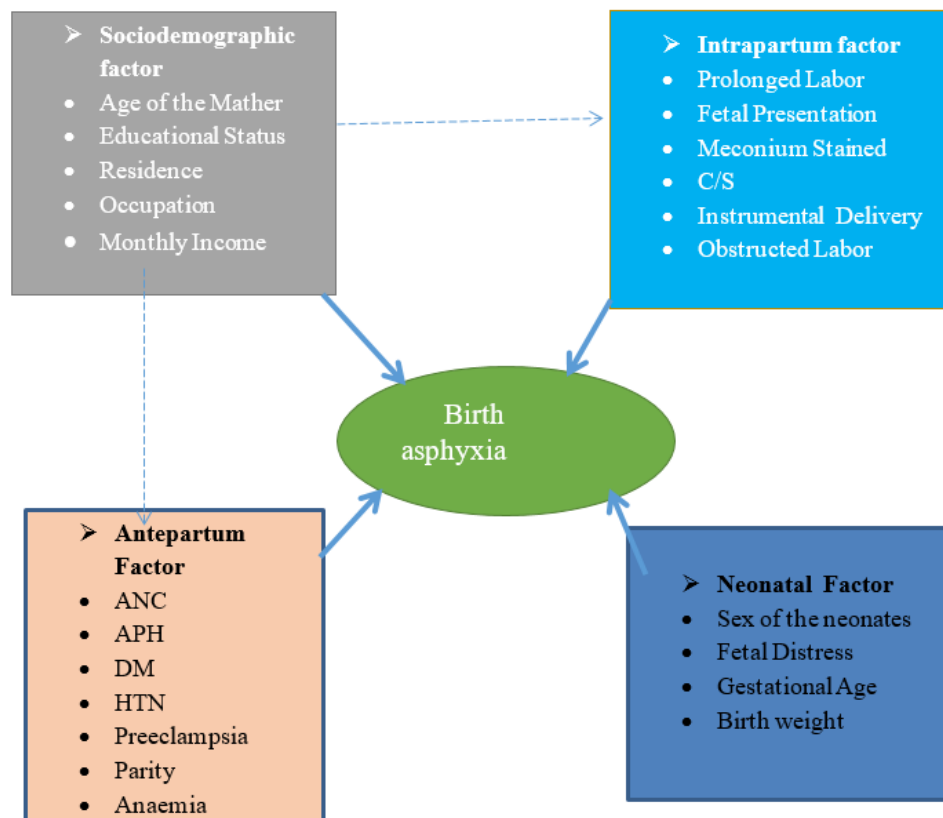 ➢ Sociodemographic
factor
• Age of the Mather
• Educational Status
• Residence
• Occupation
• Monthly Income
➢ Intrapartum factor
• Prolonged Labor
• Fetal Presentation
• Meconium Stained
• C/S
• Instrumental Delivery
• Obstructed Labor
Birth
asphyxia
➢ Antepartum
Factor
• ANC
• APH
• DM
• HTN
• Preeclampsia
• Parity
• Anaemia
➢ Neonatal Factor
• Sex of the neonates
• Fetal Distress
• Gestational Age
• Birth weight